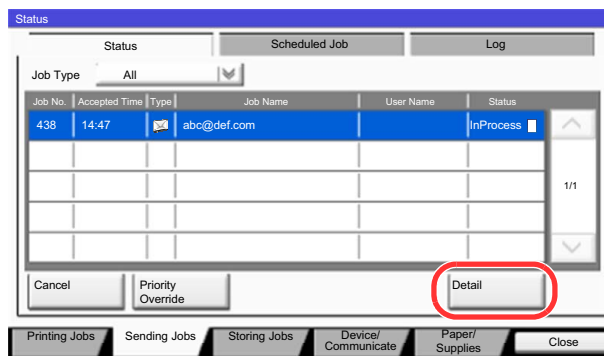 Status
Status Scheduled Job Log
Job Type All
Job No. Accepted Time Type Job Name User Name Status
438 14:47 abc@def.com InProcess
1/1
Cancel Priority Override Detail
Printing Jobs Sending Jobs Storing Jobs Device/ Communicate Paper/ Supplies Close